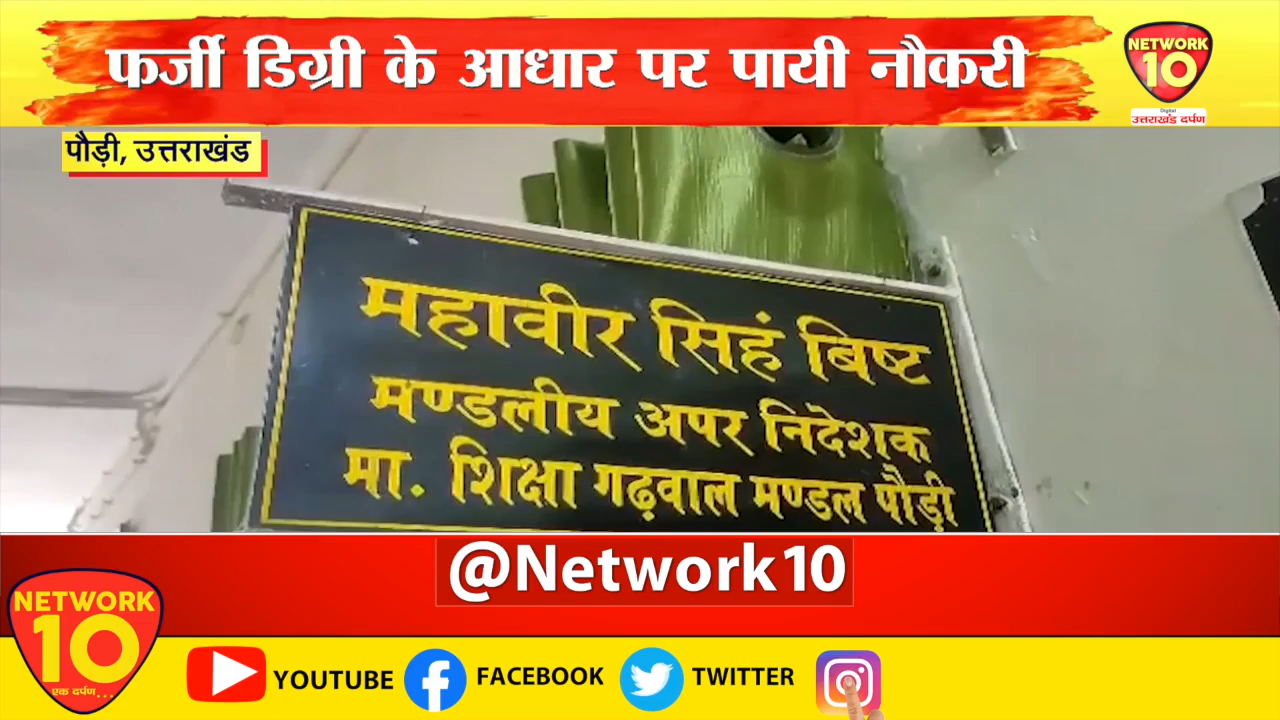 फर्जी डिग्री के आधार पर पायी नौकरी
NETWORK
10
Digital
उत्तराखंड दर्पण
पौड़ी, उत्तराखंड
महावीर सिहं बिष्ट
मण्डलीय अपर निदेशक
मा. शिक्षा गढ़वाल मण्डल पौड़ी
@Network10
NETWORK
10
एक दर्पण...
YOUTUBE
FACEBOOK
TWITTER